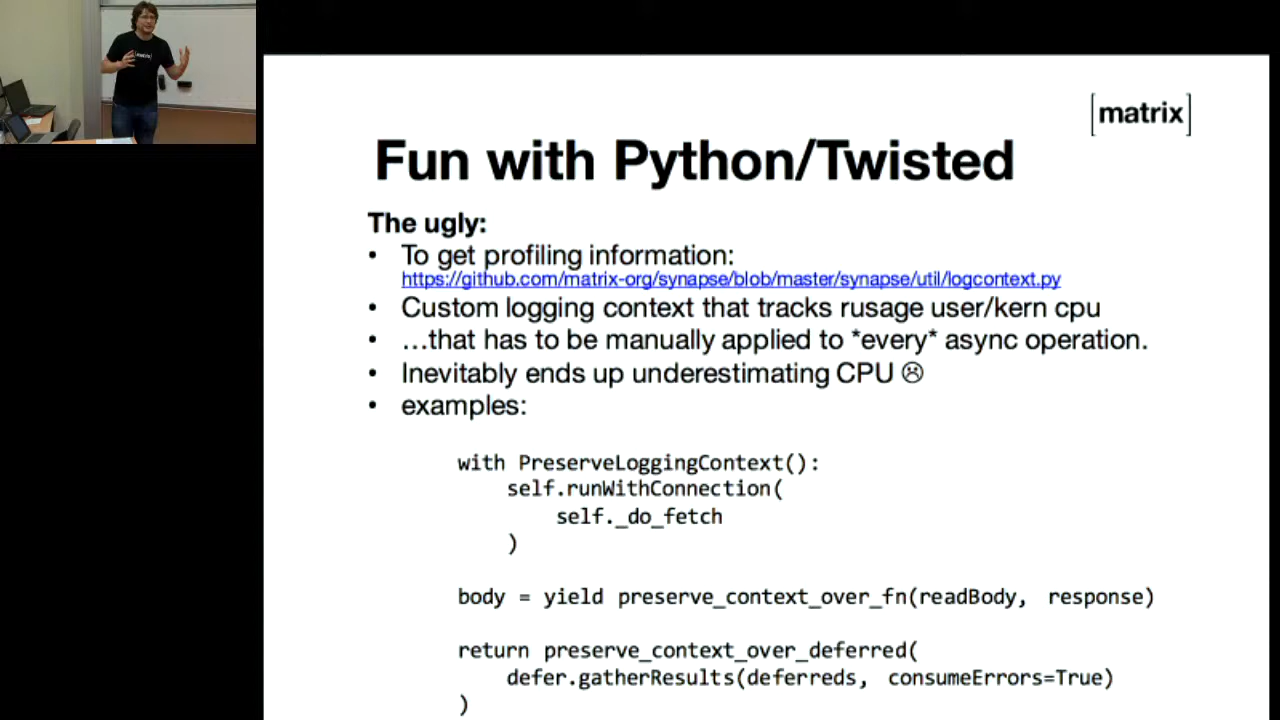 [matrix]
Fun with Python/Twisted
The ugly:
• To get profiling information:
https://github.com/matrix-org/synapse/blob/master/synapse/util/logcontext.py
• Custom logging context that tracks rusage user/kern cpu
• …that has to be manually applied to *every* async operation.
• Inevitably ends up underestimating CPU ☹
• examples:
with PreserveLoggingContext():
self.runWithConnection(
self._do_fetch
)
body = yield preserve_context_over_fn(readBody, response)
return preserve_context_over_deferred(
defer.gatherResults(deferreds, consumeErrors=True)
)